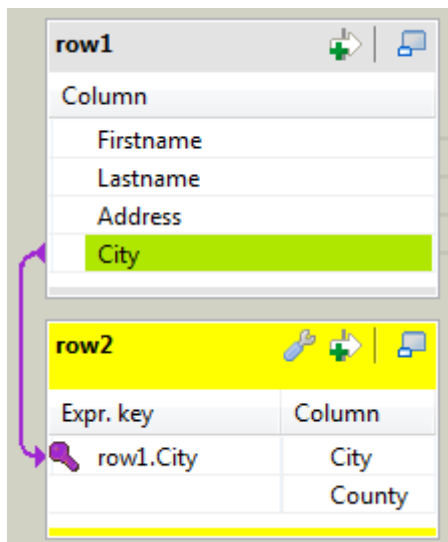 row1
Column
Firstname
Lastname
Address
City
row2
Expr. key Column
row1.City City
County